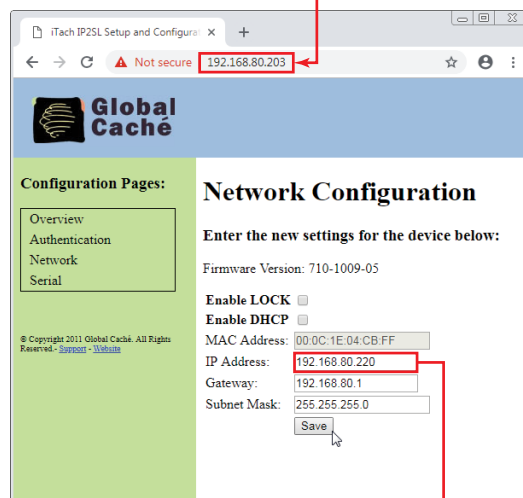 iTach IP2SL Setup and Configura
Not secure 192.168.80.203
Global
Caché
Configuration Pages:
Overview
Authentication
Network
Serial
© Copyright 2011 Global Caché. All Rights
Reserved.- Support - Website
Network Configuration
Enter the new settings for the device below:
Firmware Version: 710-1009-05
Enable LOCK
Enable DHCP
MAC Address: 00:0C:1E:04:CB:FF
IP Address: 192.168.80.220
Gateway: 192.168.80.1
Subnet Mask: 255.255.255.0
Save